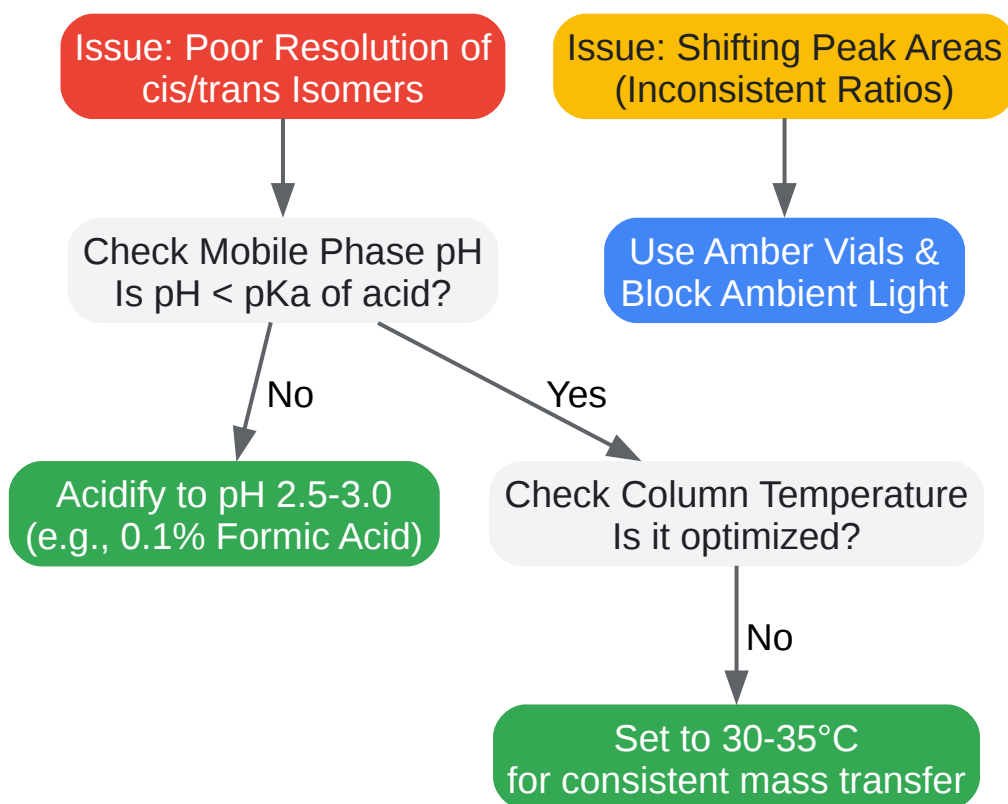 Issue: Poor Resolution of
cis/trans Isomers
Issue: Shifting Peak Areas
(Inconsistent Ratios)
Check Mobile Phase pH
Is pH < pKa of acid?
Use Amber Vials &
Block Ambient Light
No
Yes
Acidify to pH 2.5-3.0
(e.g., 0.1% Formic Acid)
Check Column Temperature
Is it optimized?
No
Set to 30-35°C
for consistent mass transfer